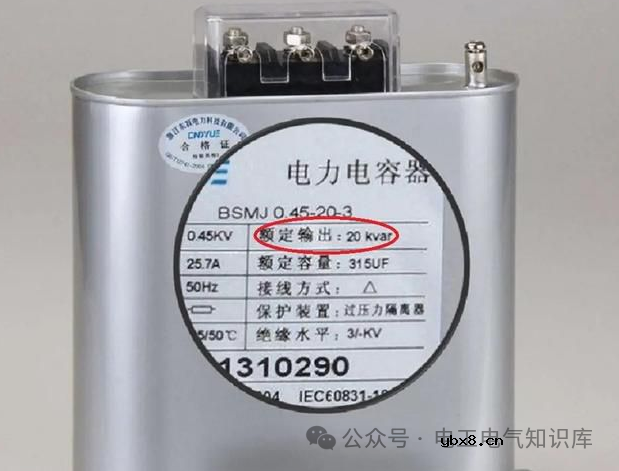 CNDYUE
合格证
电力电容器
BSMJ 0.45-20-3
0.45KV 额定输出：20 kvar
25.7A 额定容量：315UF
50Hz 接线方式：△
保护装置：过压力隔离器
5/50℃ 绝缘水平：3/-KV
1310290
IEC60831-1
公众号·电工电气知识库
ybx8.cn